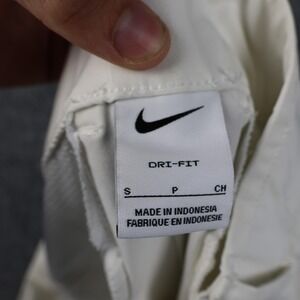 DRI-FIT
S P CH
MADE IN INDONESIA
FABRIQUE EN INDONESIE